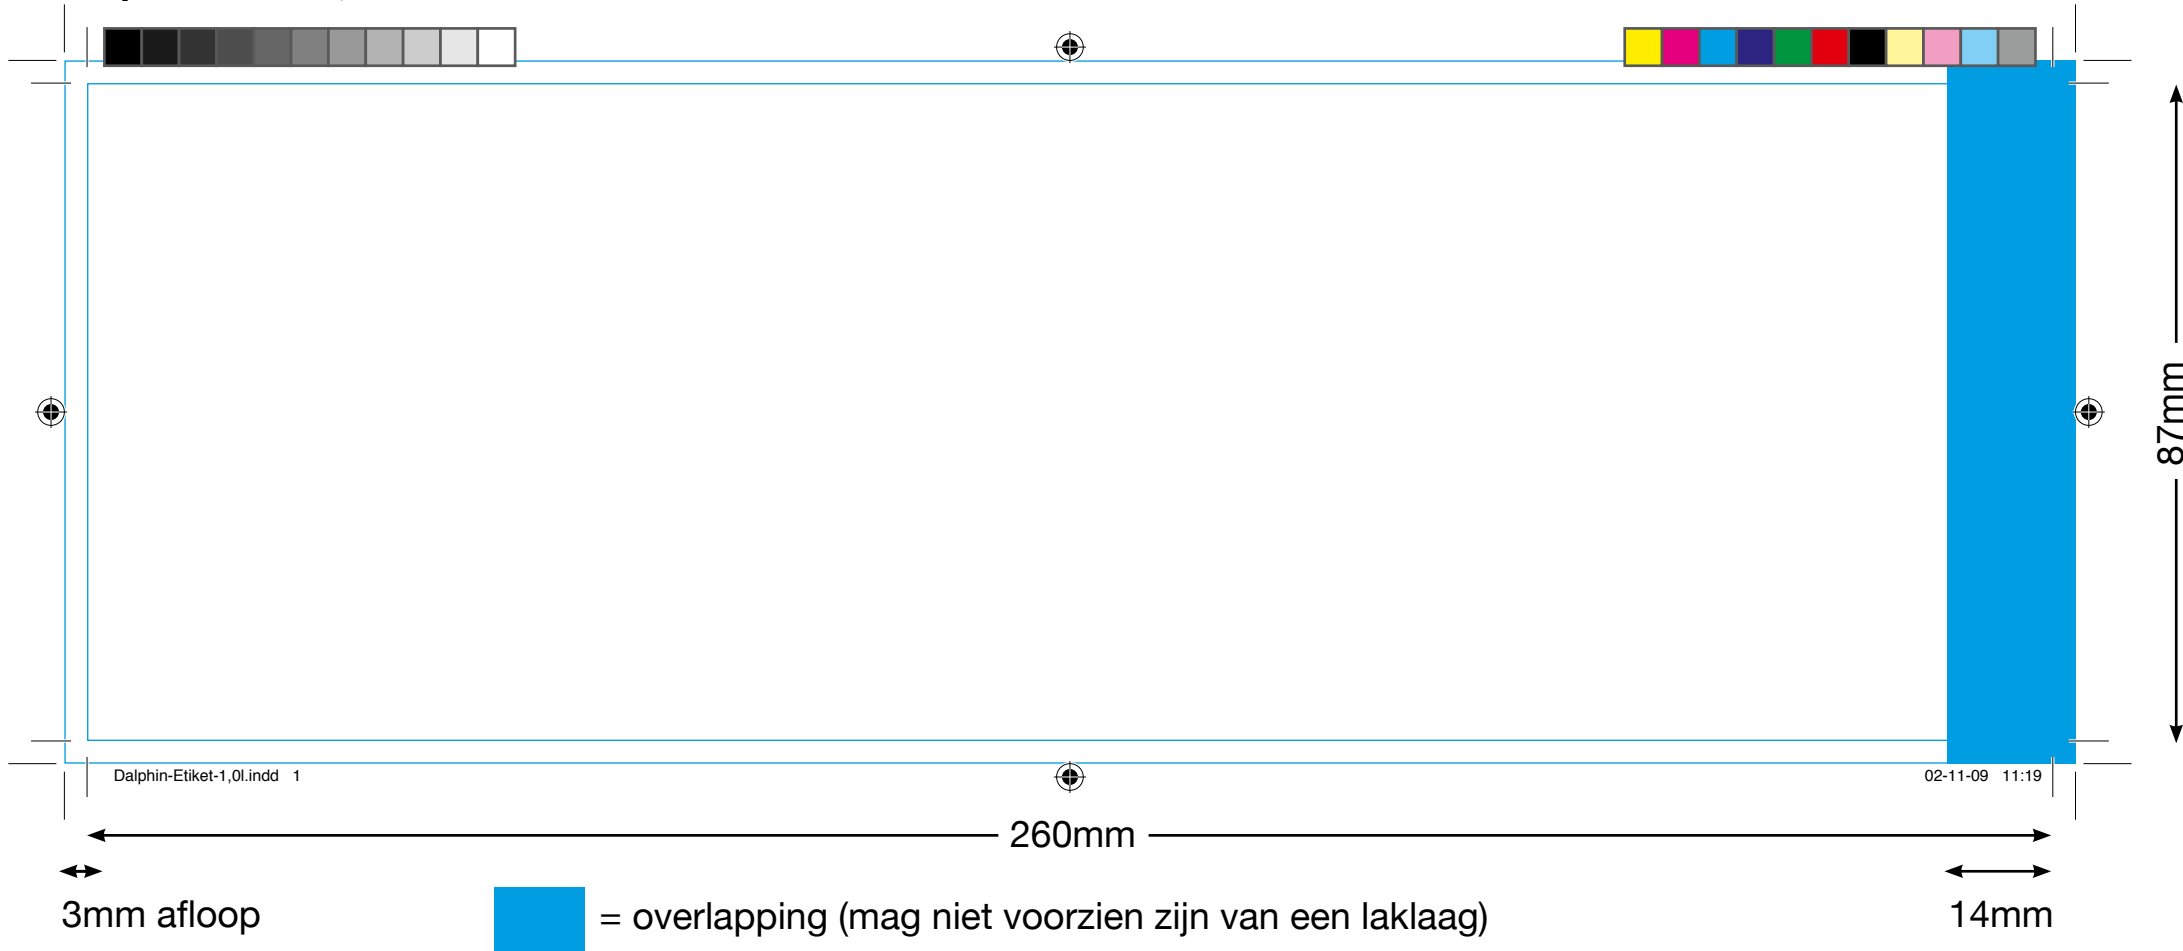 87mm
Dalphin-Etiket-1,0l.indd 1
02-11-09 11:19
260mm
3mm afloop
= overlapping (mag niet voorzien zijn van een laklaag)
14mm